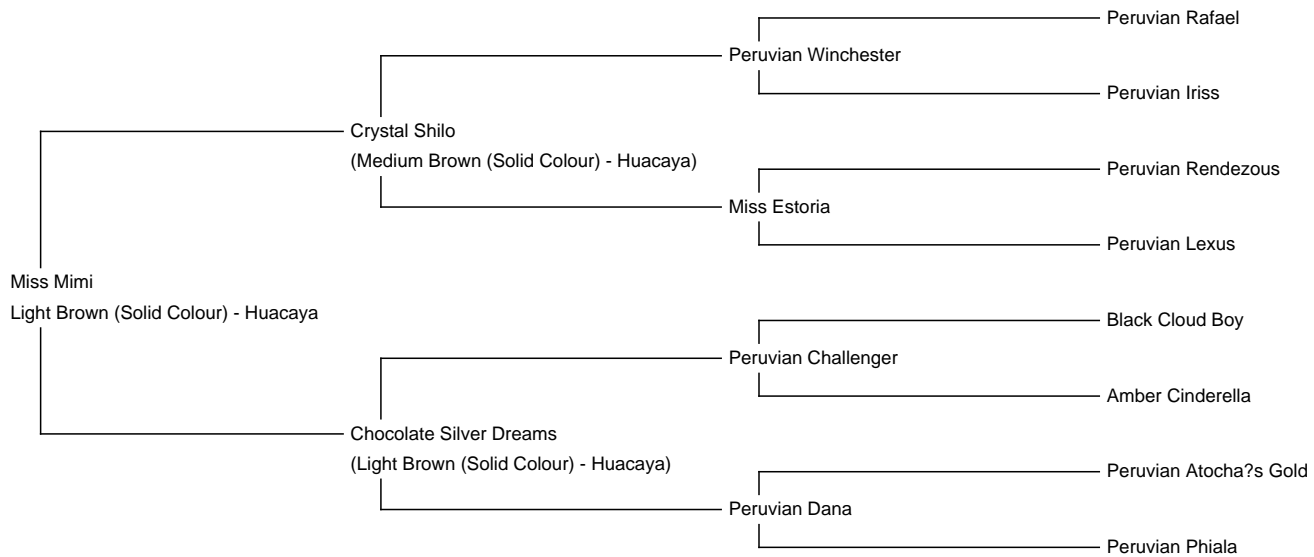 Peruvian Rafael
Peruvian Winchester
Peruvian Iriss
Crystal Shilo
(Medium Brown (Solid Colour) - Huacaya)
Peruvian Rendezous
Miss Estoria
Peruvian Lexus
Miss Mimi
Light Brown (Solid Colour) - Huacaya
Black Cloud Boy
Peruvian Challenger
Amber Cinderella
Chocolate Silver Dreams
(Light Brown (Solid Colour) - Huacaya)
Peruvian Atocha?s Gold
Peruvian Dana
Peruvian Phiala